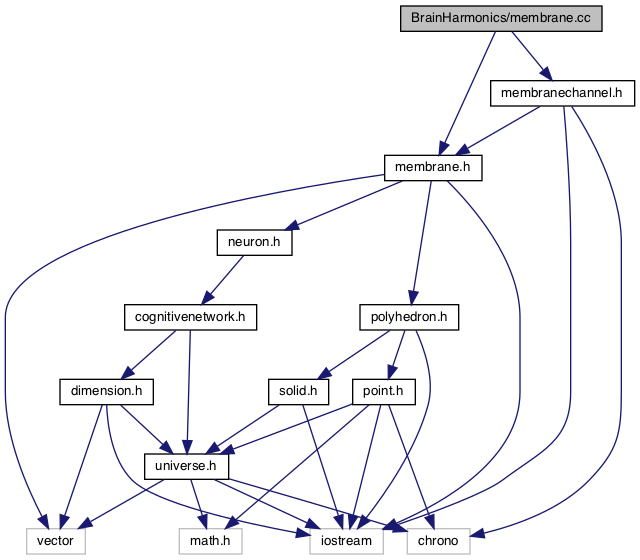 BrainHarmonics/membrane.cc
membranechannel.h
membrane.h
neuron.h
cognitivenetwork.h
polyhedron.h
dimension.h
solid.h
point.h
universe.h
vector
math.h
iostream
chrono